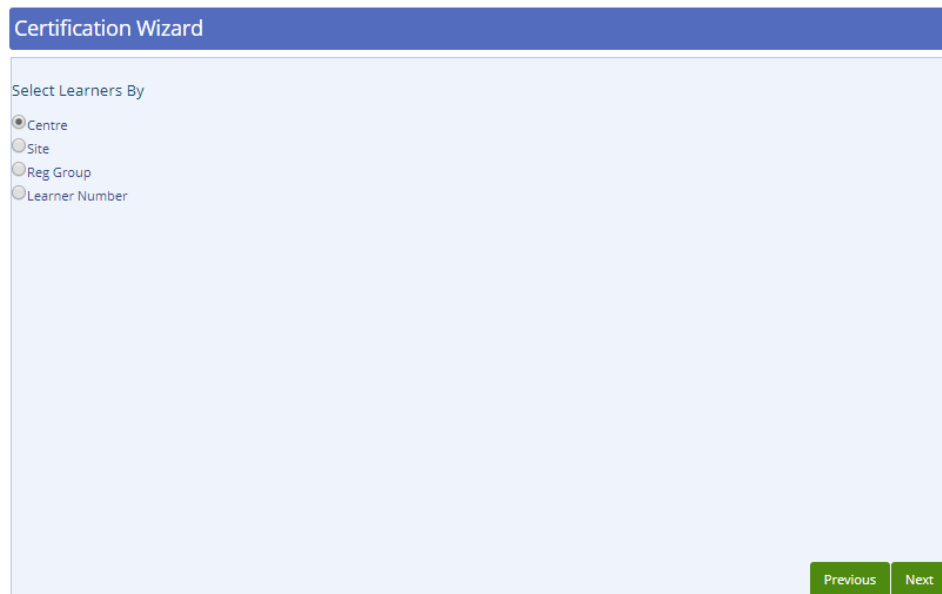 Certification Wizard
Select Learners By
Centre
Site
Reg Group
Learner Number
Previous Next